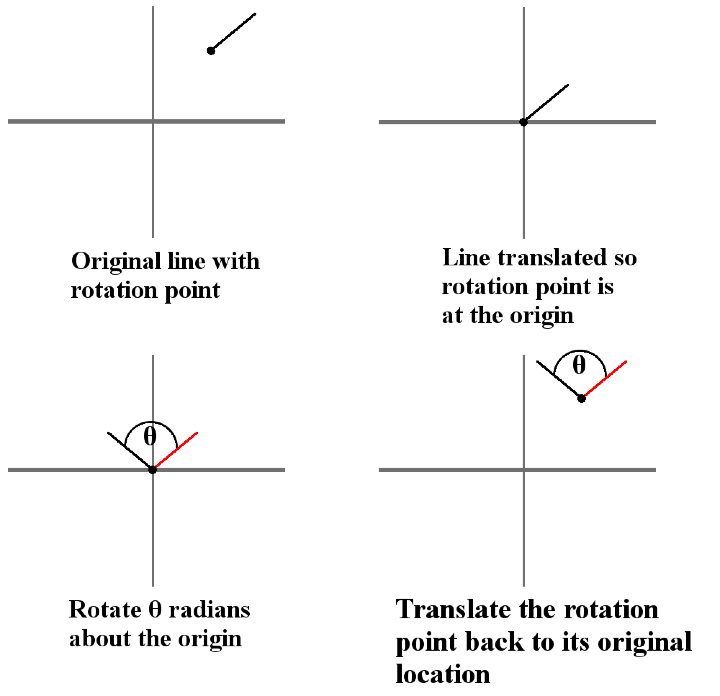 Original line with
rotation point
Line translated so
rotation point is
at the origin
θ
Rotate θ radians
about the origin
θ
Translate the rotation
point back to its original
location